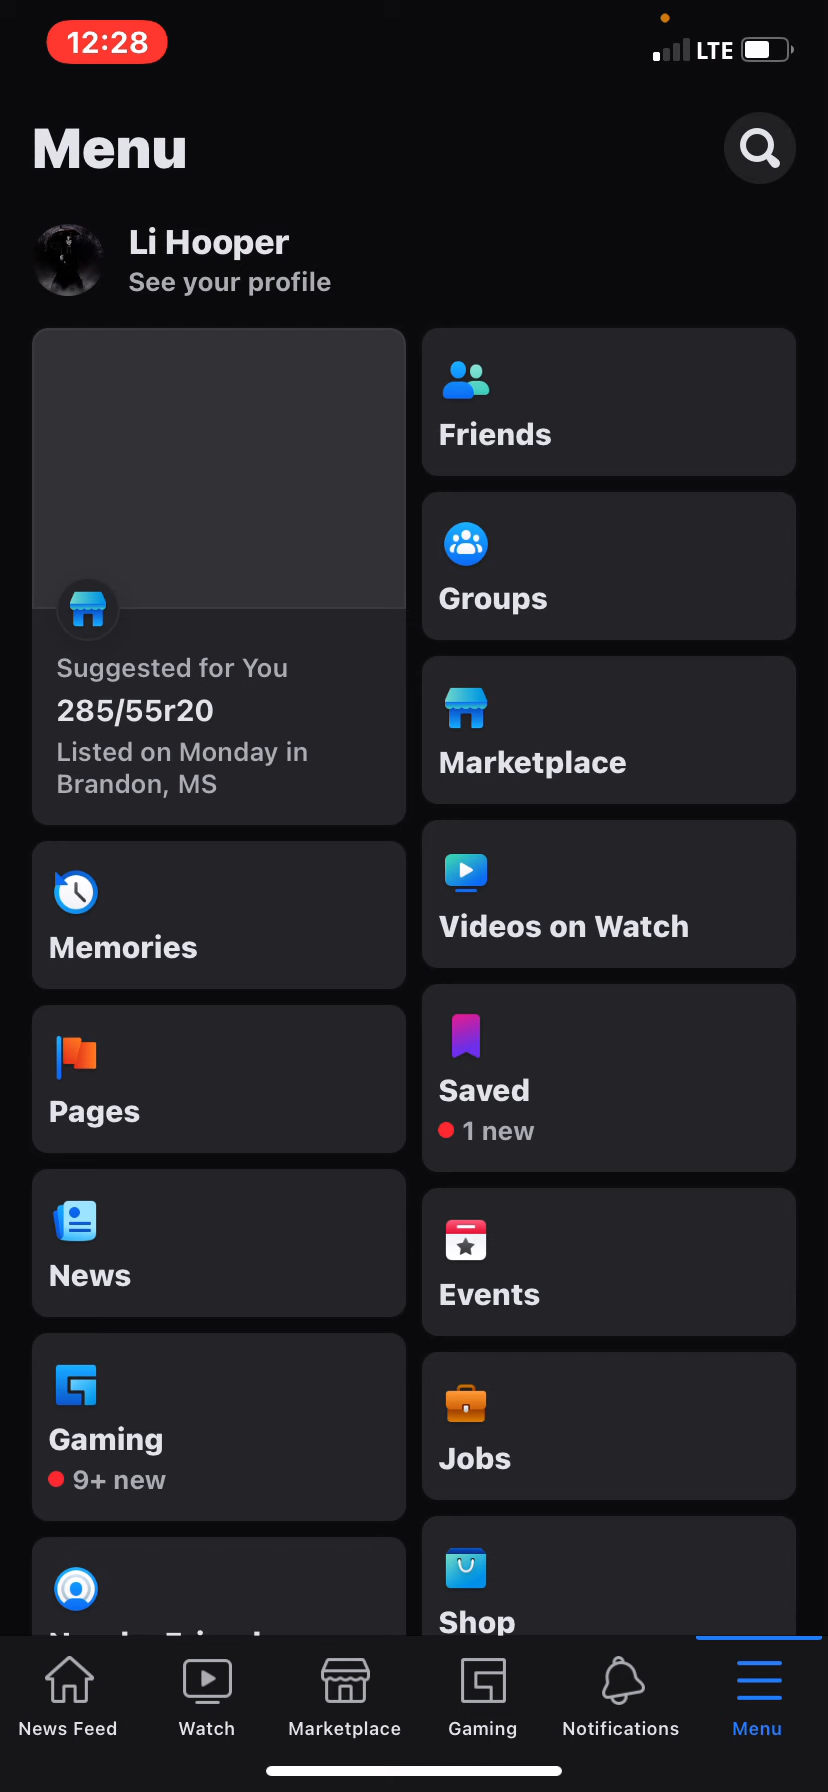 12:28
LTE
Menu
Li Hooper
See your profile
Suggested for You
285/55r20
Listed on Monday in
Brandon, MS
Memories
Pages
News
Gaming
9+ new
Friends
Groups
Marketplace
Videos on Watch
Saved
1 new
Events
Jobs
Shop
News Feed
Watch
Marketplace
Gaming
Notifications
Menu